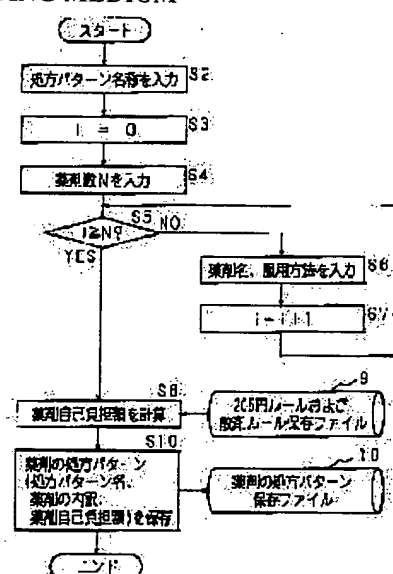 ING MEDIUM
スタート
処方パターン名称を入力 S2
I = 0 S3
薬剤数Nを入力 S4
S5
I≧N? NO
YES
薬剤名、服用方法を入力 S6
i=i+1 S7
S8
薬剤自己負担額を計算
9
205円ルールおよび
散剤ルール保存ファイル
S10
薬剤の処方パターン
(処方パターン名、
薬剤の内訳、
薬剤自己負担額)を保存
10
薬剤の処方パターン
保存ファイル
エンド